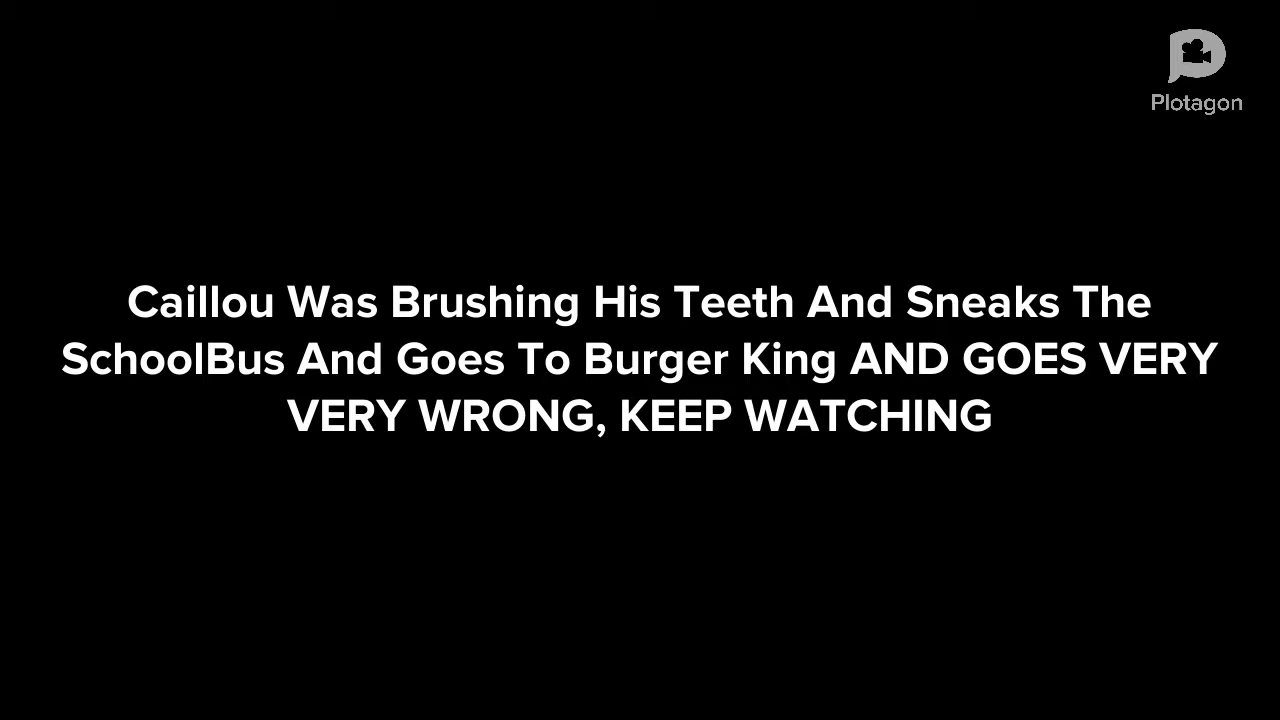 Plotagon
Caillou Was Brushing His Teeth And Sneaks The
SchoolBus And Goes To Burger King AND GOES VERY
VERY WRONG, KEEP WATCHING